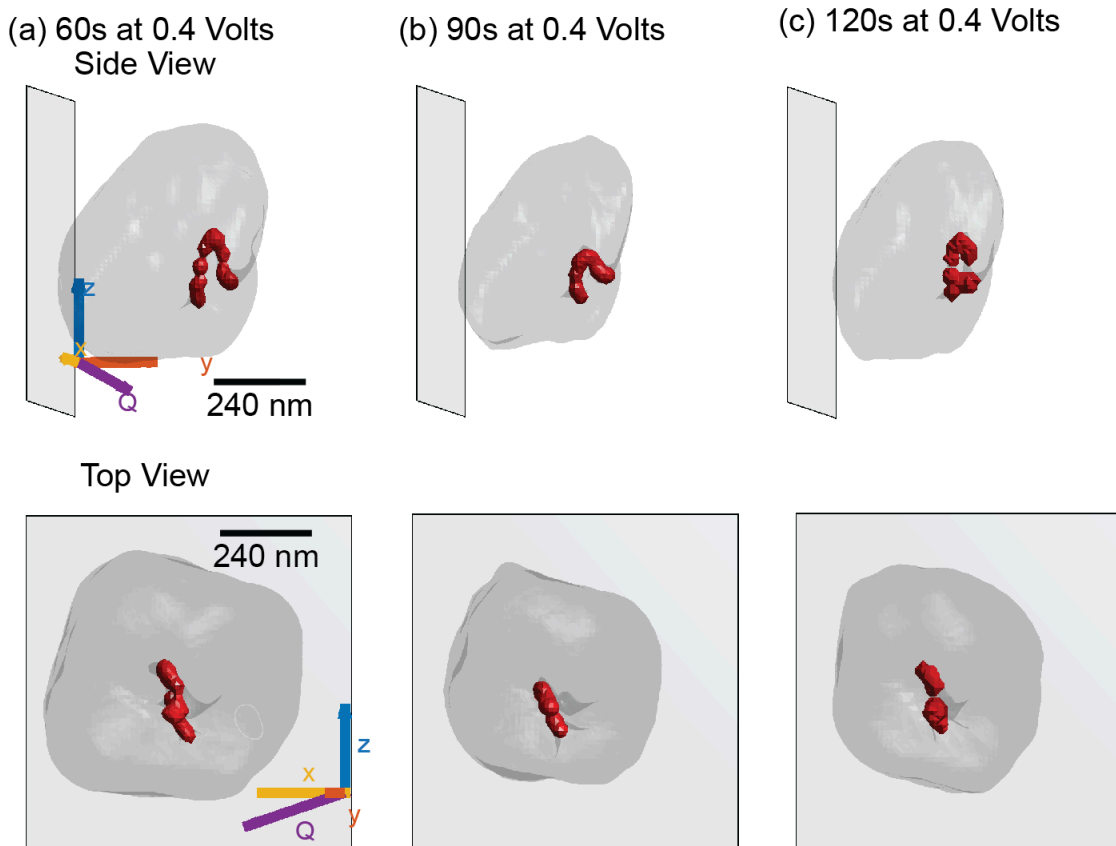 (a) 60s at 0.4 Volts
(b) 90s at 0.4 Volts
(c) 120s at 0.4 Volts
Side View
z
x
y
Q
240 nm
Top View
240 nm
z
x
y
Q